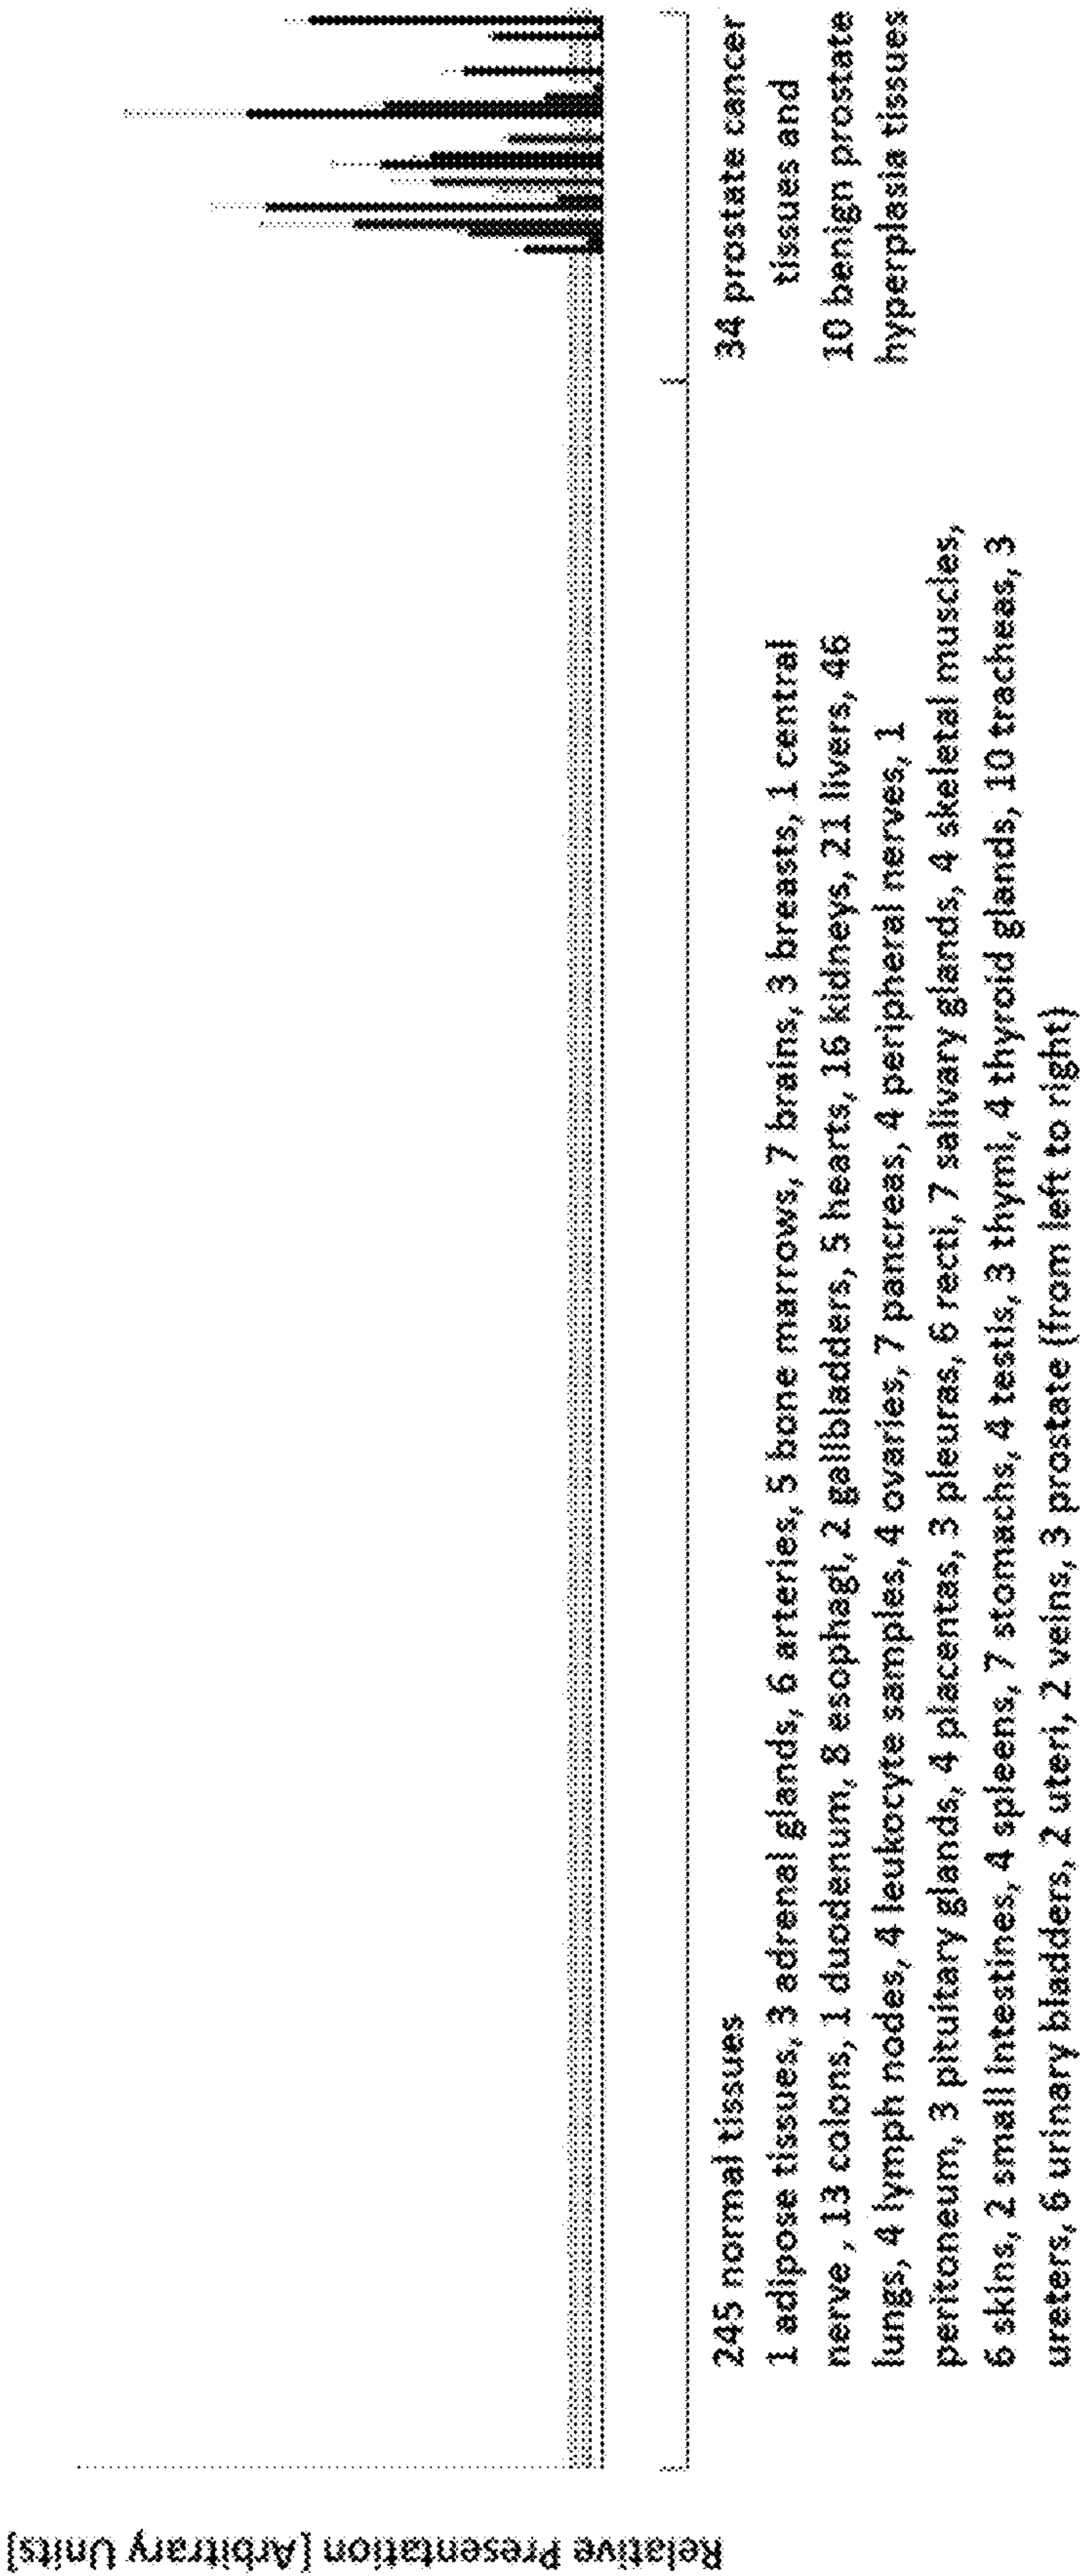 Relative Presentation [Arbitrary Units]
245 normal tissues
1 adipose tissues, 3 adrenal glands, 6 arteries, 5 bone marrows, 7 brains, 3 breasts, 1 central
nerve , 13 colons, 1 duodenum, 8 esophagi, 2 gallbladders, 5 hearts, 16 kidneys, 21 livers, 46
lungs, 4 lymph nodes, 4 leukocyte samples, 4 ovaries, 7 pancreas, 4 peripheral nerves, 1
peritoneum, 3 pituitary glands, 4 placentas, 3 pleuras, 6 recti, 7 salivary glands, 4 skeletal muscles,
6 skins, 2 small intestines, 4 spleens, 7 stomachs, 4 testis, 3 thymi, 4 thyroid glands, 10 tracheas, 3
ureters, 6 urinary bladders, 2 uteri, 2 veins, 3 prostate (from left to right)
34 prostate cancer
tissues and
10 benign prostate
hyperplasia tissues